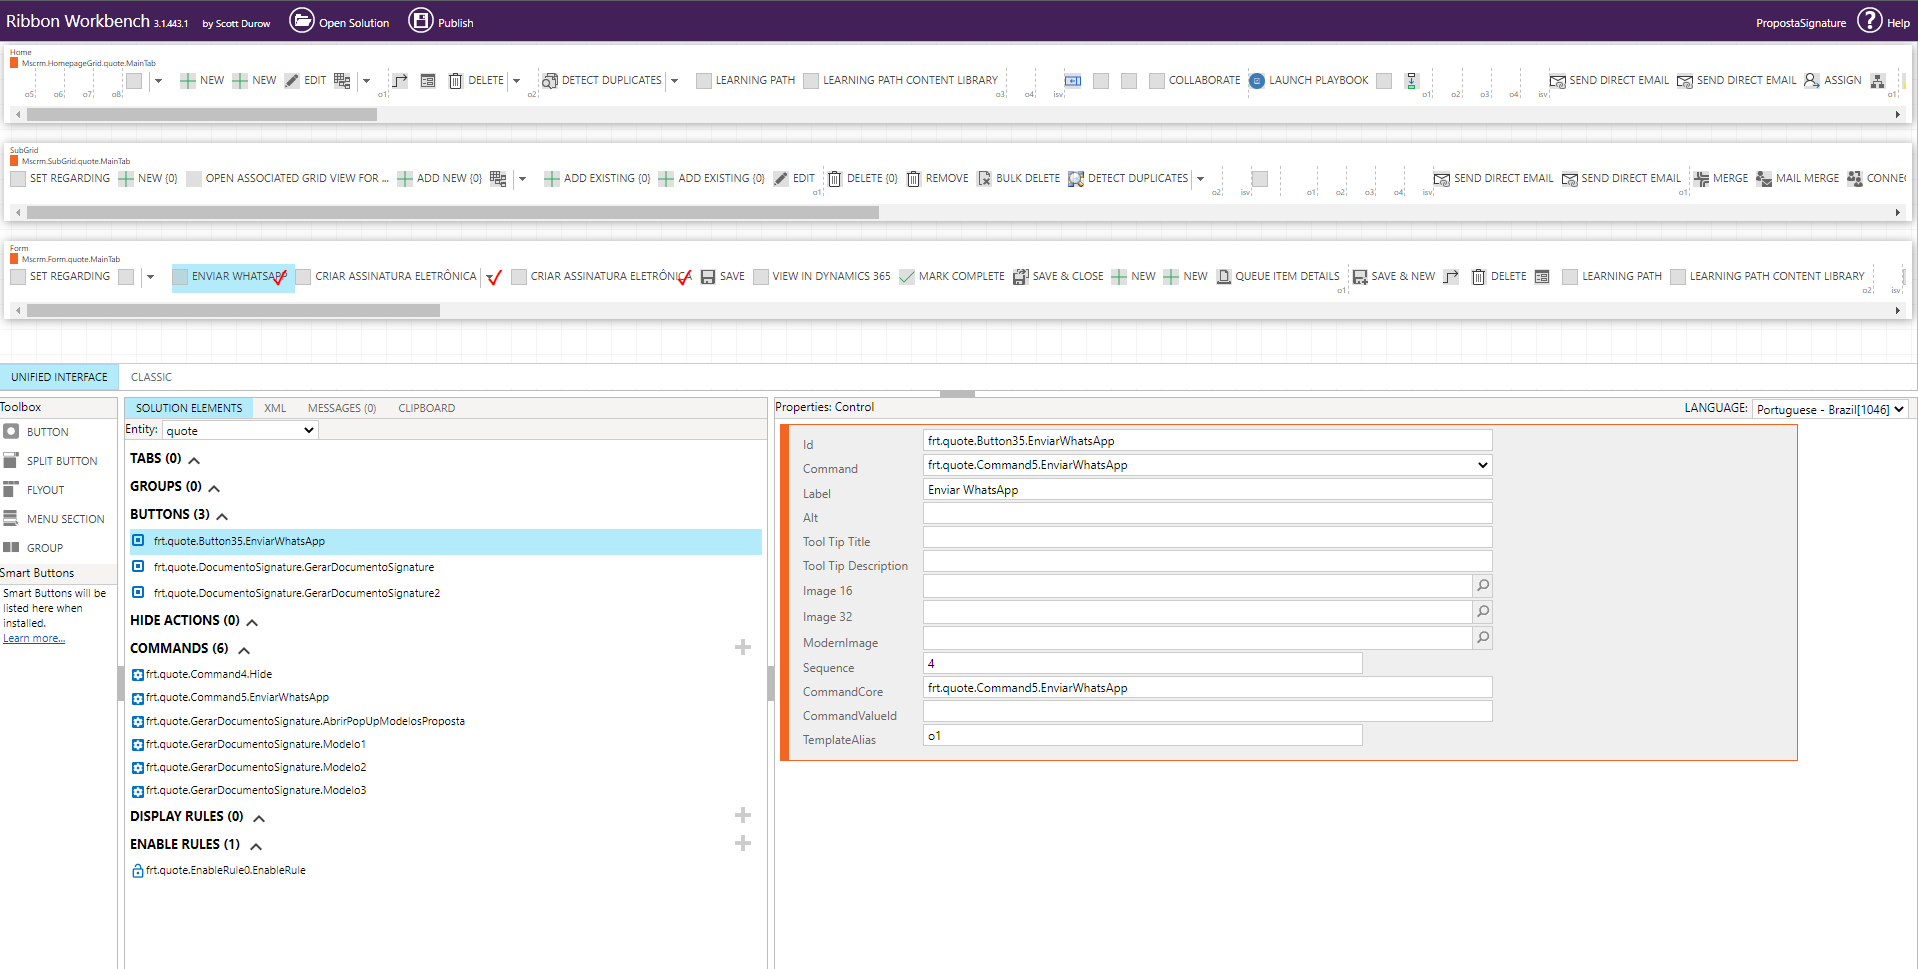 Ribbon Workbench 3.1.443.1 by Scott Durow Open Solution Publish PropostaSignature Help
Home
Mscrm.HomepageGrid.quote.MainTab
NEW NEW EDIT DELETE DETECT DUPLICATES LEARNING PATH LEARNING PATH CONTENT LIBRARY COLLABORATE LAUNCH PLAYBOOK SEND DIRECT EMAIL SEND DIRECT EMAIL ASSIGN
o5 o6 o7 o8 o1 o2 o3 o4 isv o1 o2 o3 o4 isv o1
SubGrid
Mscrm.SubGrid.quote.MainTab
SET REGARDING NEW {0} OPEN ASSOCIATED GRID VIEW FOR ... ADD NEW {0} ADD EXISTING {0} ADD EXISTING {0} EDIT DELETE {0} REMOVE BULK DELETE DETECT DUPLICATES SEND DIRECT EMAIL SEND DIRECT EMAIL MERGE MAIL MERGE CONNEC
o1 o2 isv o1 o2 o3 o4 isv o1
Form
Mscrm.Form.quote.MainTab
SET REGARDING ENVIAR WHATSAPP CRIAR ASSINATURA ELETRÔNICA CRIAR ASSINATURA ELETRÔNICA SAVE VIEW IN DYNAMICS 365 MARK COMPLETE SAVE & CLOSE NEW NEW QUEUE ITEM DETAILS SAVE & NEW DELETE LEARNING PATH LEARNING PATH CONTENT LIBRARY
o1 o2 isv
UNIFIED INTERFACE CLASSIC
Toolbox
BUTTON
SPLIT BUTTON
FLYOUT
MENU SECTION
GROUP
Smart Buttons
Smart Buttons will be
listed here when
installed.
Learn more...
SOLUTION ELEMENTS XML MESSAGES (0) CLIPBOARD
Entity: quote
TABS (0)
GROUPS (0)
BUTTONS (3)
frt.quote.Button35.EnviarWhatsApp
frt.quote.DocumentoSignature.GerarDocumentoSignature
frt.quote.DocumentoSignature.GerarDocumentoSignature2
HIDE ACTIONS (0)
COMMANDS (6)
frt.quote.Command4.Hide
frt.quote.Command5.EnviarWhatsApp
frt.quote.GerarDocumentoSignature.AbrirPopUpModelosProposta
frt.quote.GerarDocumentoSignature.Modelo1
frt.quote.GerarDocumentoSignature.Modelo2
frt.quote.GerarDocumentoSignature.Modelo3
DISPLAY RULES (0)
ENABLE RULES (1)
frt.quote.EnableRule0.EnableRule
Properties: Control LANGUAGE: Portuguese - Brazil[1046]
Id frt.quote.Button35.EnviarWhatsApp
Command frt.quote.Command5.EnviarWhatsApp
Label Enviar WhatsApp
Alt
Tool Tip Title
Tool Tip Description
Image 16
Image 32
ModernImage
Sequence 4
CommandCore frt.quote.Command5.EnviarWhatsApp
CommandValueId
TemplateAlias o1